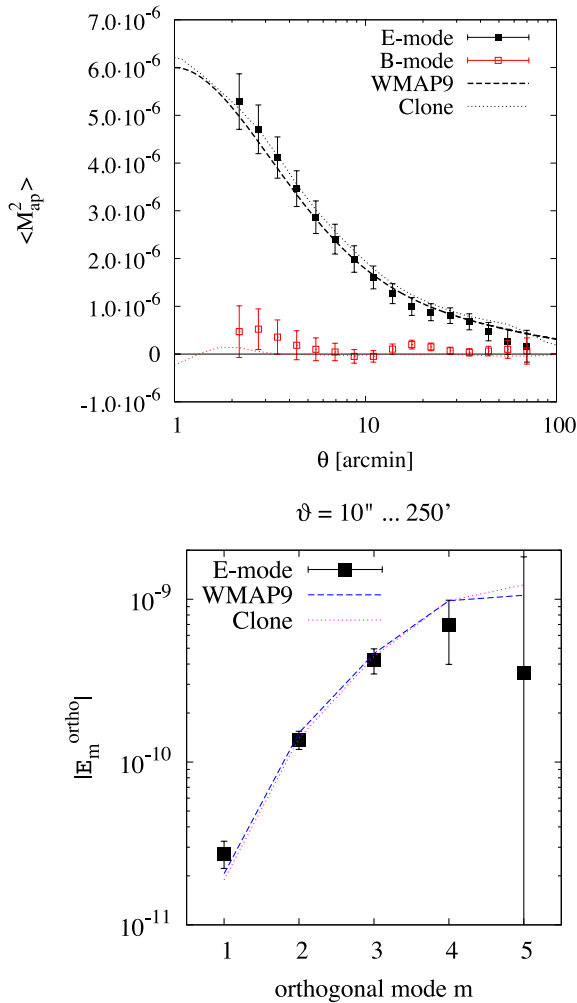 E-mode
B-mode
WMAP9
Clone
7.0·10⁻⁶
6.0·10⁻⁶
5.0·10⁻⁶
4.0·10⁻⁶
3.0·10⁻⁶
2.0·10⁻⁶
1.0·10⁻⁶
0
-1.0·10⁻⁶
<M²ap>
1 10 100
θ [arcmin]
ϑ = 10" ... 250'
E-mode
WMAP9
Clone
10⁻⁹
10⁻¹⁰
10⁻¹¹
|E_m^ortho|
1 2 3 4 5
orthogonal mode m